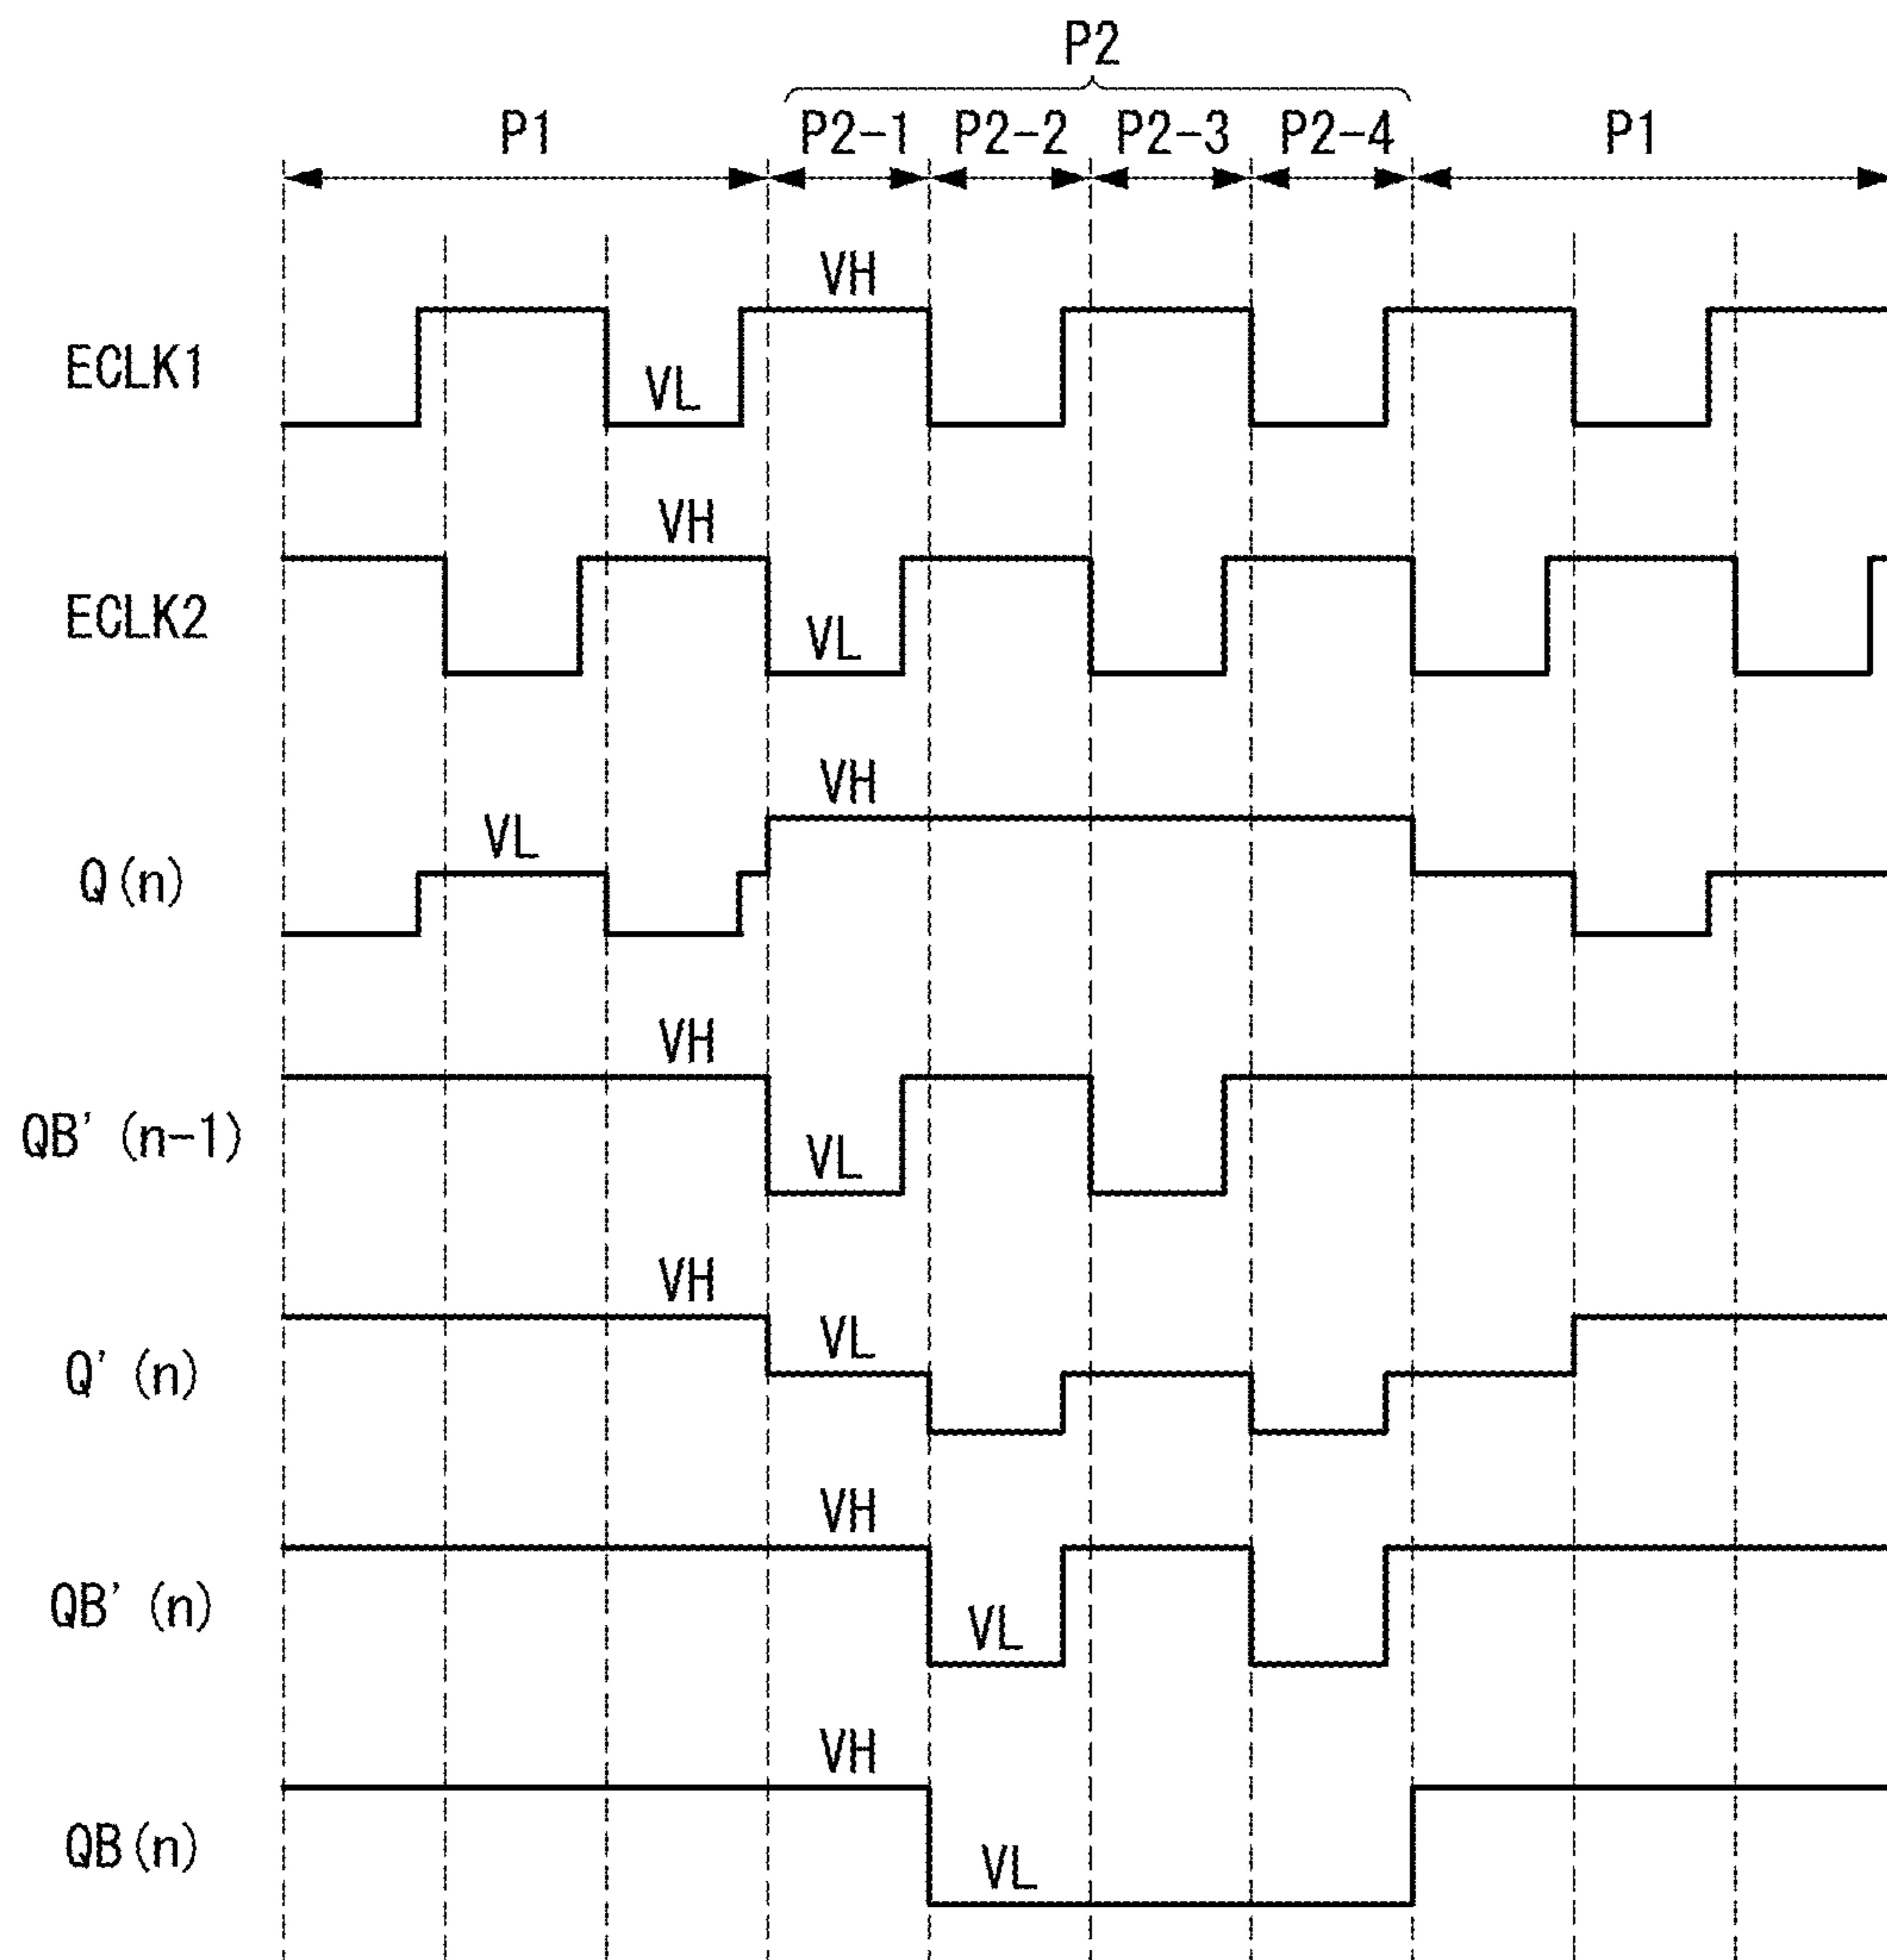 P2
P1 P2-1 P2-2 P2-3 P2-4 P1
VH
ECLK1
VL
VH
ECLK2
VL
VH
VL
Q(n)
VH
QB'(n-1)
VL
VH
VL
Q'(n)
VH
QB'(n)
VL
VH
QB(n)
VL